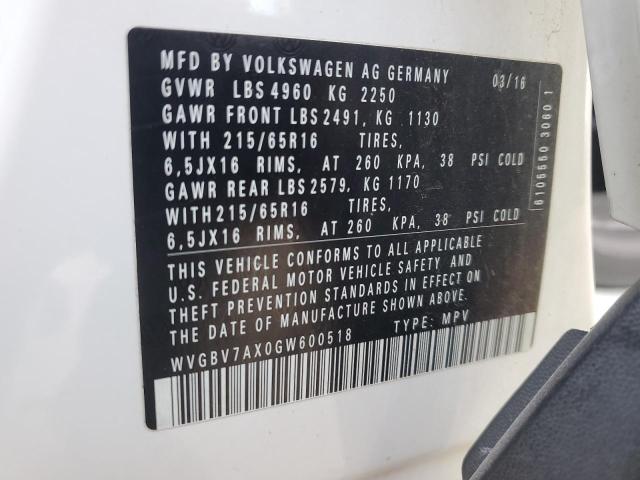 MFD BY VOLKSWAGEN AG GERMANY 03/16
GVWR LBS 4960 KG 2250
GAWR FRONT LBS 2491, KG 1130
WITH 215/65R16 TIRES,
6,5JX16 RIMS, AT 260 KPA, 38 PSI COLD
GAWR REAR LBS 2579, KG 1170
WITH 215/65R16 TIRES,
6,5JX16 RIMS, AT 260 KPA, 38 PSI COLD
THIS VEHICLE CONFORMS TO ALL APPLICABLE
U.S. FEDERAL MOTOR VEHICLE SAFETY AND
THEFT PREVENTION STANDARDS IN EFFECT ON
THE DATE OF MANUFACTURE SHOWN ABOVE.
WVGBV7AX0GW600518 TYPE: MPV
6105560 3060 1